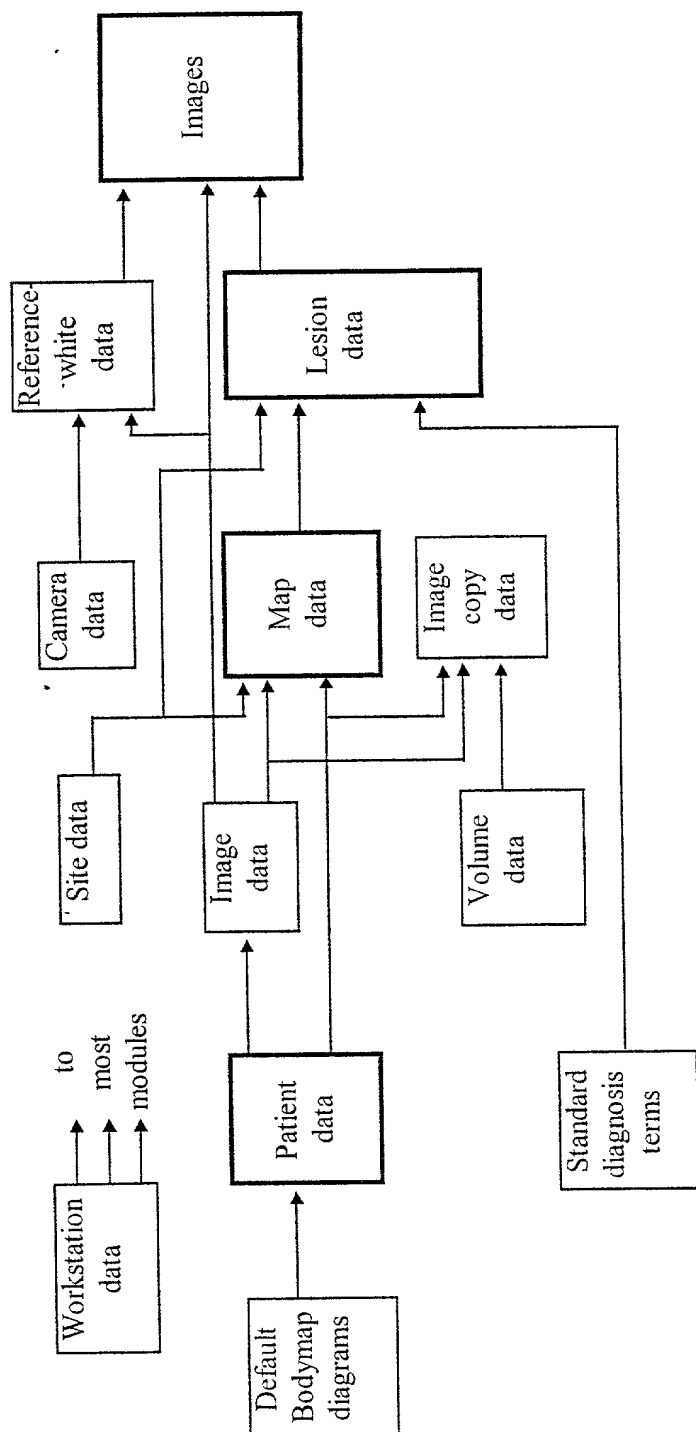 Workstation
data
to
most
modules
Site data
Camera
data
Reference-
white
data
Images
Default
Bodymap
diagrams
Patient
data
Image
data
Map
data
Lesion
data
Volume
data
Image
copy
data
Standard
diagnosis
terms